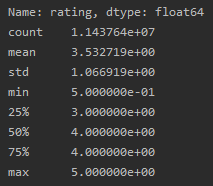 Name: rating, dtype: float64
count 1.143764e+07
mean 3.532719e+00
std 1.066919e+00
min 5.000000e-01
25% 3.000000e+00
50% 4.000000e+00
75% 4.000000e+00
max 5.000000e+00